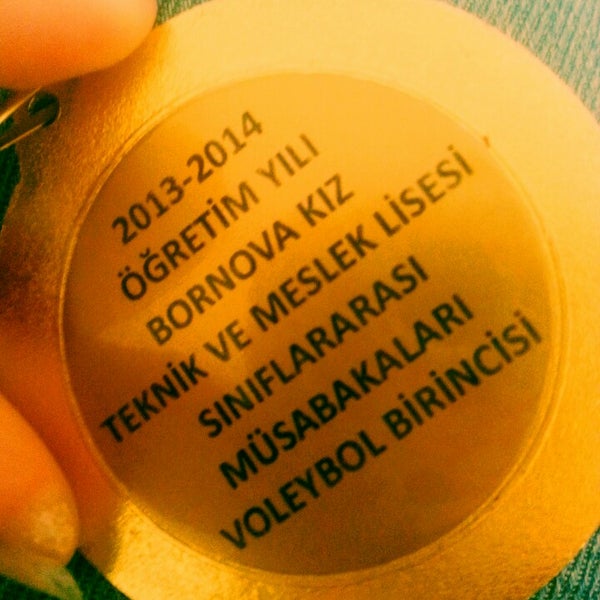 2013-2014
ÖĞRETİM YILI
BORNOVA KIZ
TEKNİK VE MESLEK LİSESİ
SINIFLARARASI
MÜSABAKALARI
VOLEYBOL BİRİNCİSİ